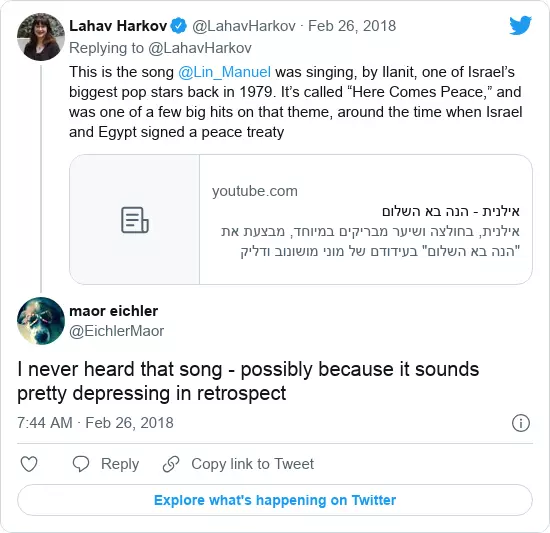 Lahav Harkov @LahavHarkov · Feb 26, 2018
Replying to @LahavHarkov
This is the song @Lin_Manuel was singing, by Ilanit, one of Israel’s
biggest pop stars back in 1979. It’s called “Here Comes Peace,” and
was one of a few big hits on that theme, around the time when Israel
and Egypt signed a peace treaty
youtube.com
אילנית - הנה בא השלום
אילנית, בחולצה ושיער מבריקים במיוחד, מבצעת את
"הנה בא השלום" בעידודם של מוני מושונוב ודליק
maor eichler
@EichlerMaor
I never heard that song - possibly because it sounds
pretty depressing in retrospect
7:44 AM · Feb 26, 2018
Reply
Copy link to Tweet
Explore what's happening on Twitter